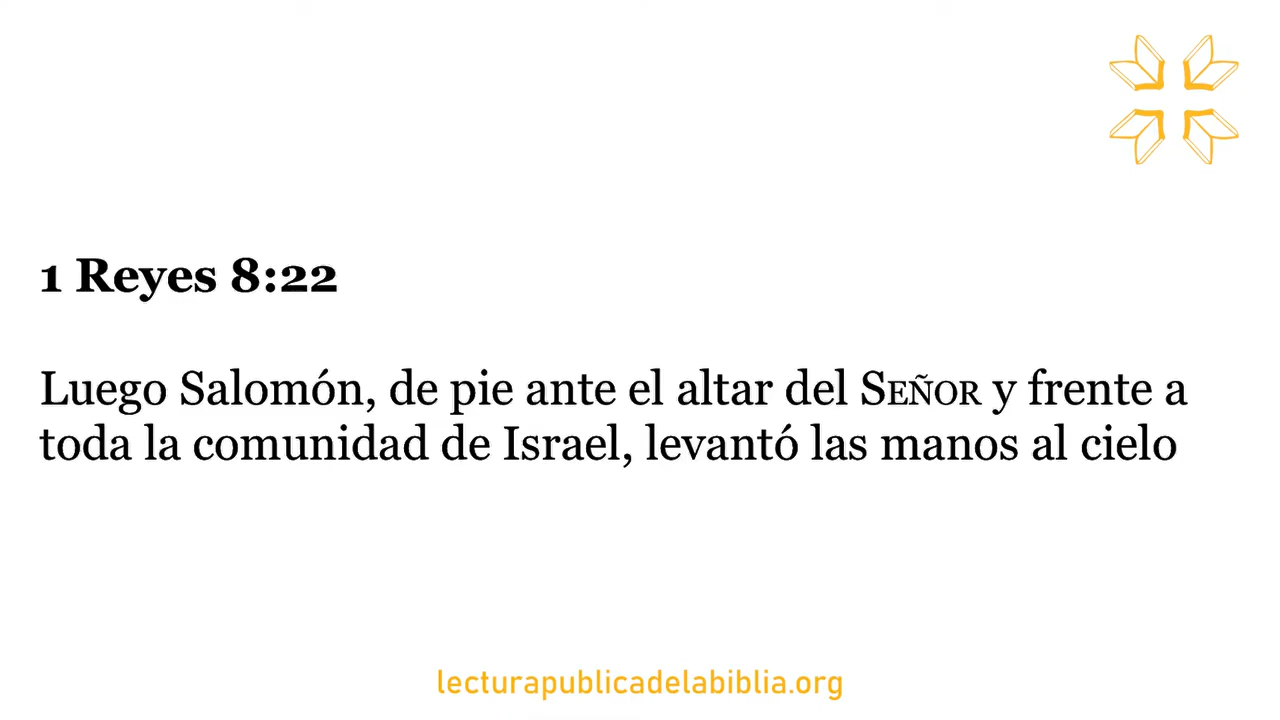 1 Reyes 8:22
Luego Salomón, de pie ante el altar del SEÑOR y frente a
toda la comunidad de Israel, levantó las manos al cielo
lecturapublicadelabiblia.org